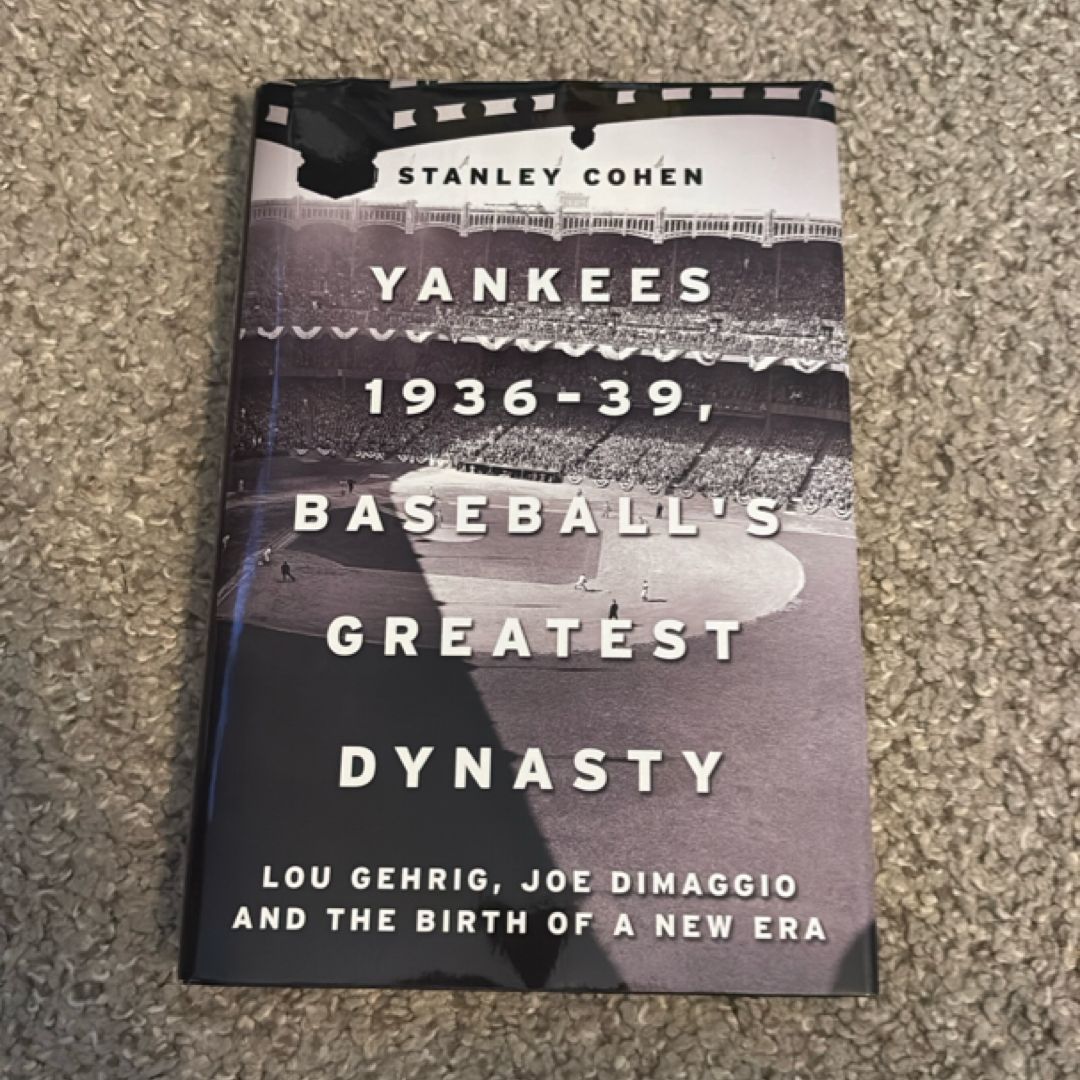 STANLEY COHEN
YANKEES
1936-39,
BASEBALL'S
GREATEST
DYNASTY
LOU GEHRIG, JOE DIMAGGIO
AND THE BIRTH OF A NEW ERA